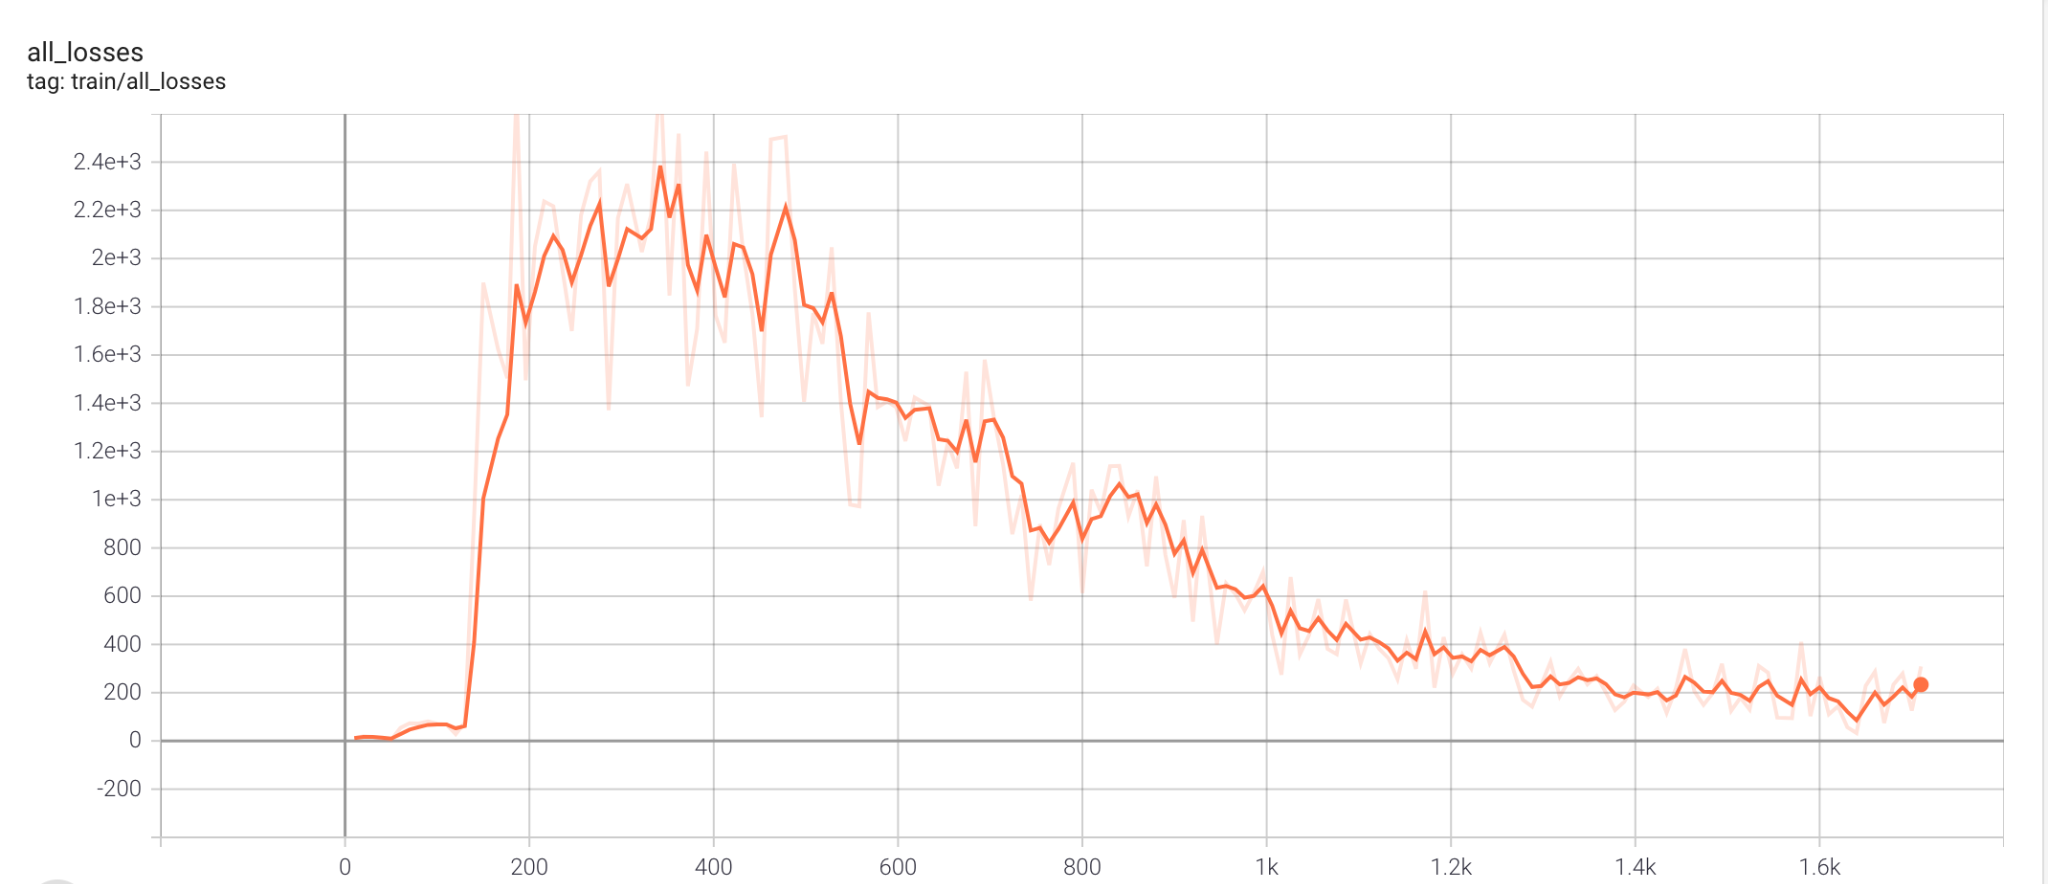 all_losses
tag: train/all_losses
2.4e+3
2.2e+3
2e+3
1.8e+3
1.6e+3
1.4e+3
1.2e+3
1e+3
800
600
400
200
0
-200
0 200 400 600 800 1k 1.2k 1.4k 1.6k